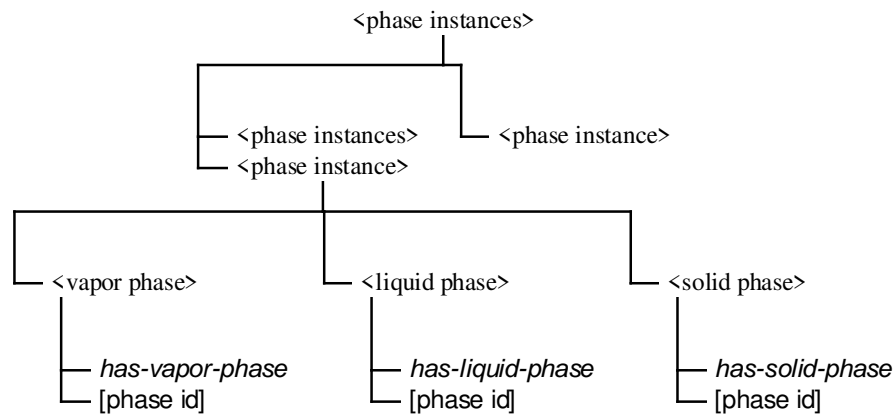 <phase instances>
<phase instances> <phase instance>
<phase instance>
<vapor phase> <liquid phase> <solid phase>
has-vapor-phase has-liquid-phase has-solid-phase
[phase id] [phase id] [phase id]